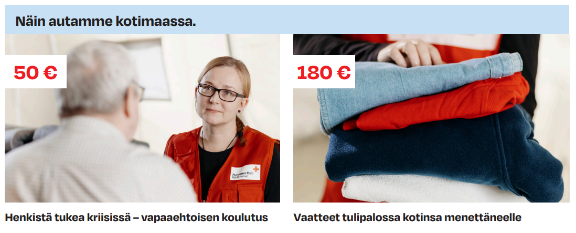 Näin autamme kotimaassa.
50 €
180 €
Henkistä tukea kriisissä – vapaaehtoisen koulutus
Vaatteet tulipalossa kotinsa menettäneelle